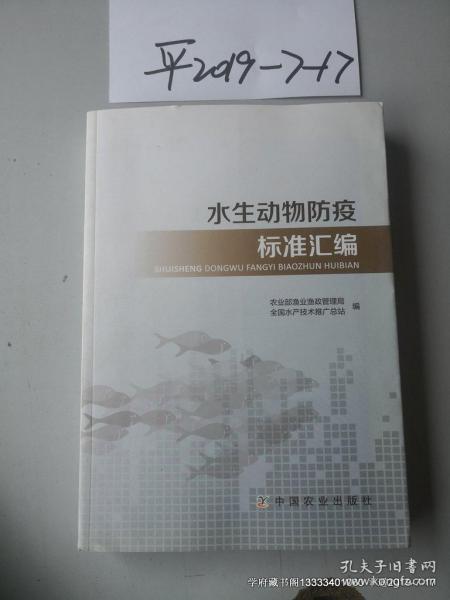 平2019-7-17
水生动物防疫
标准汇编
SHUISHENG DONGWU FANGYI BIAOZHUN HUIBIAN
农业部渔业渔政管理局
全国水产技术推广总站 编
中国农业出版社
孔夫子旧书网